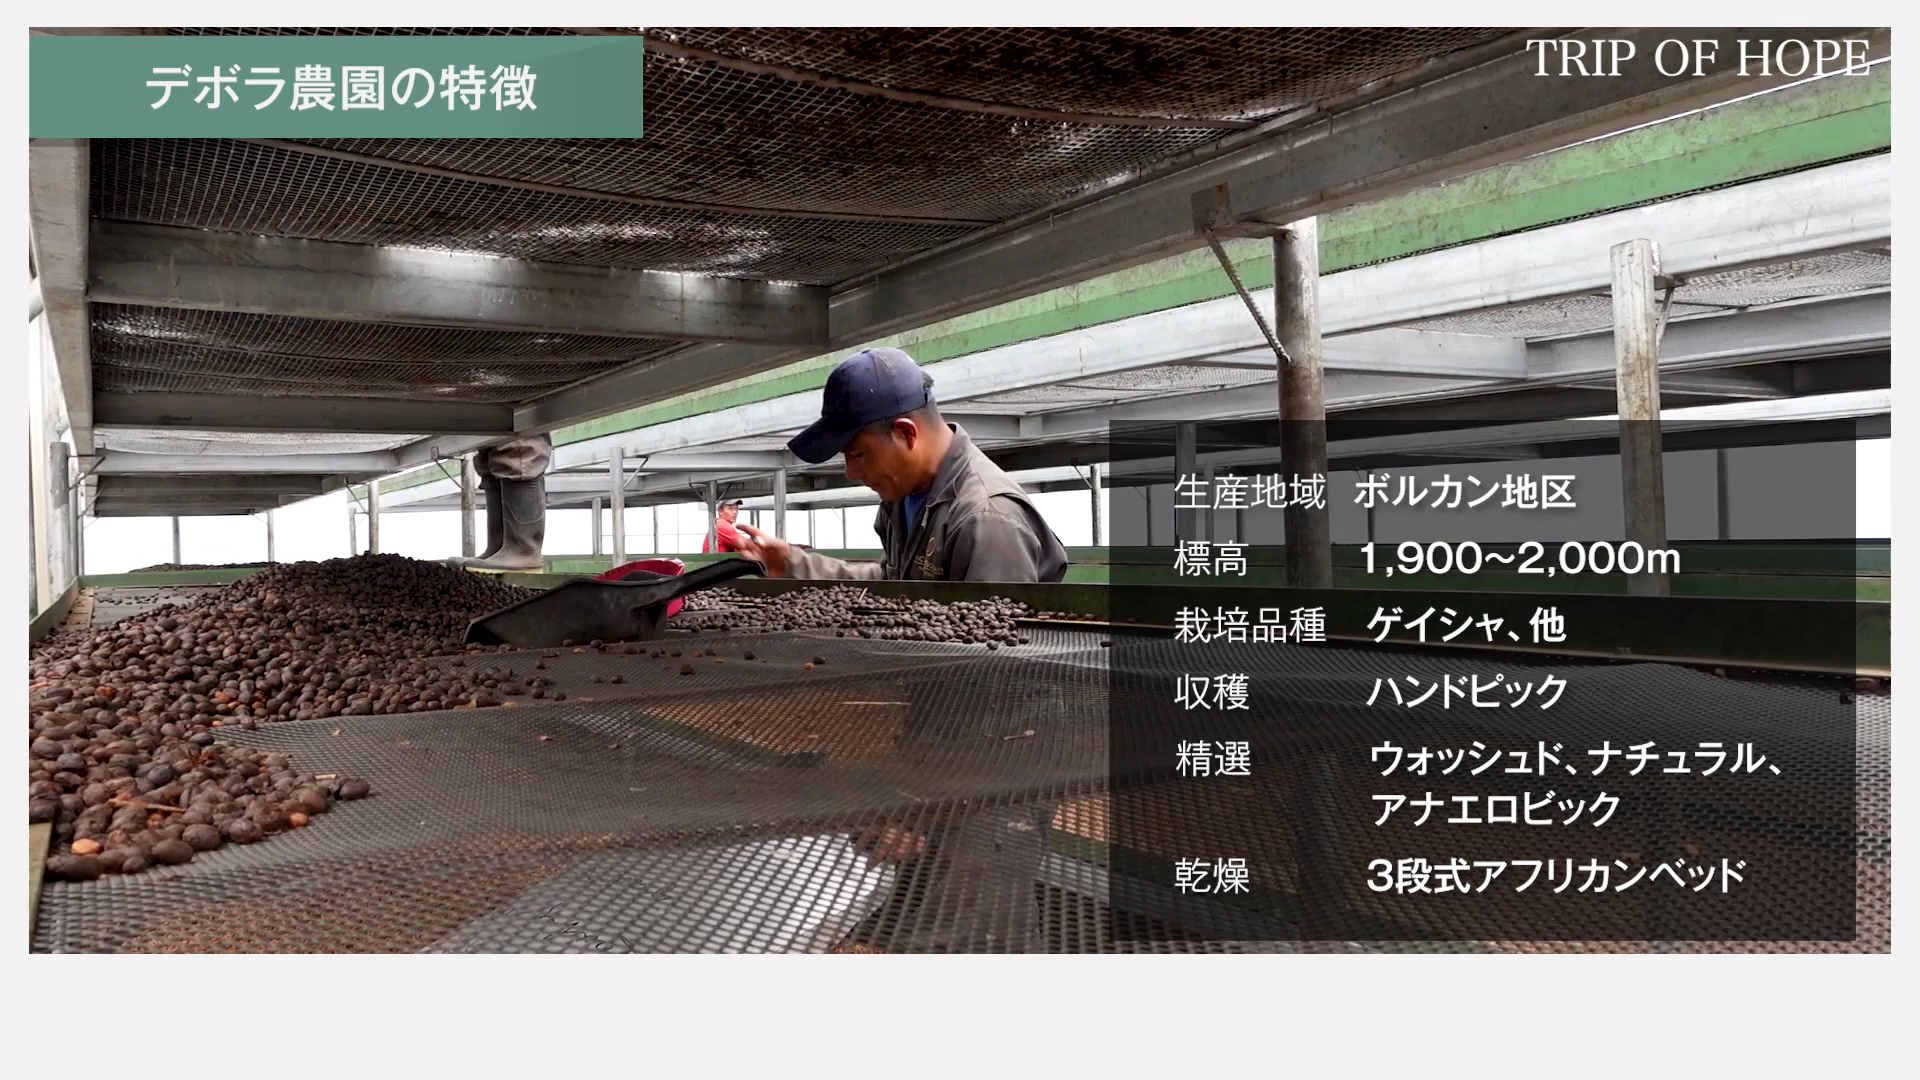 デボラ農園の特徴
TRIP OF HOPE
生産地域 ボルカン地区
標高 1,900〜2,000m
栽培品種 ゲイシャ、他
収穫 ハンドピック
精選 ウォッシュド、ナチュラル、
アナエロビック
乾燥 3段式アフリカンベッド